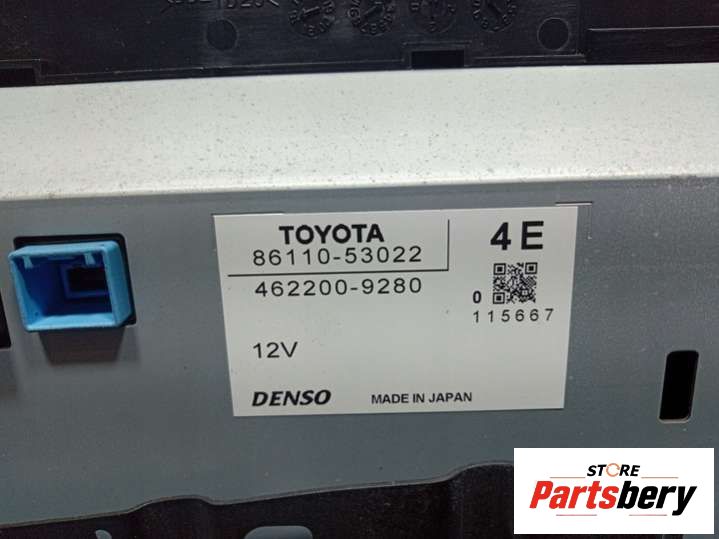 TOYOTA
86110-53022
462200-9280
4E
0
115667
12V
DENSO
MADE IN JAPAN
STORE
Partsbery